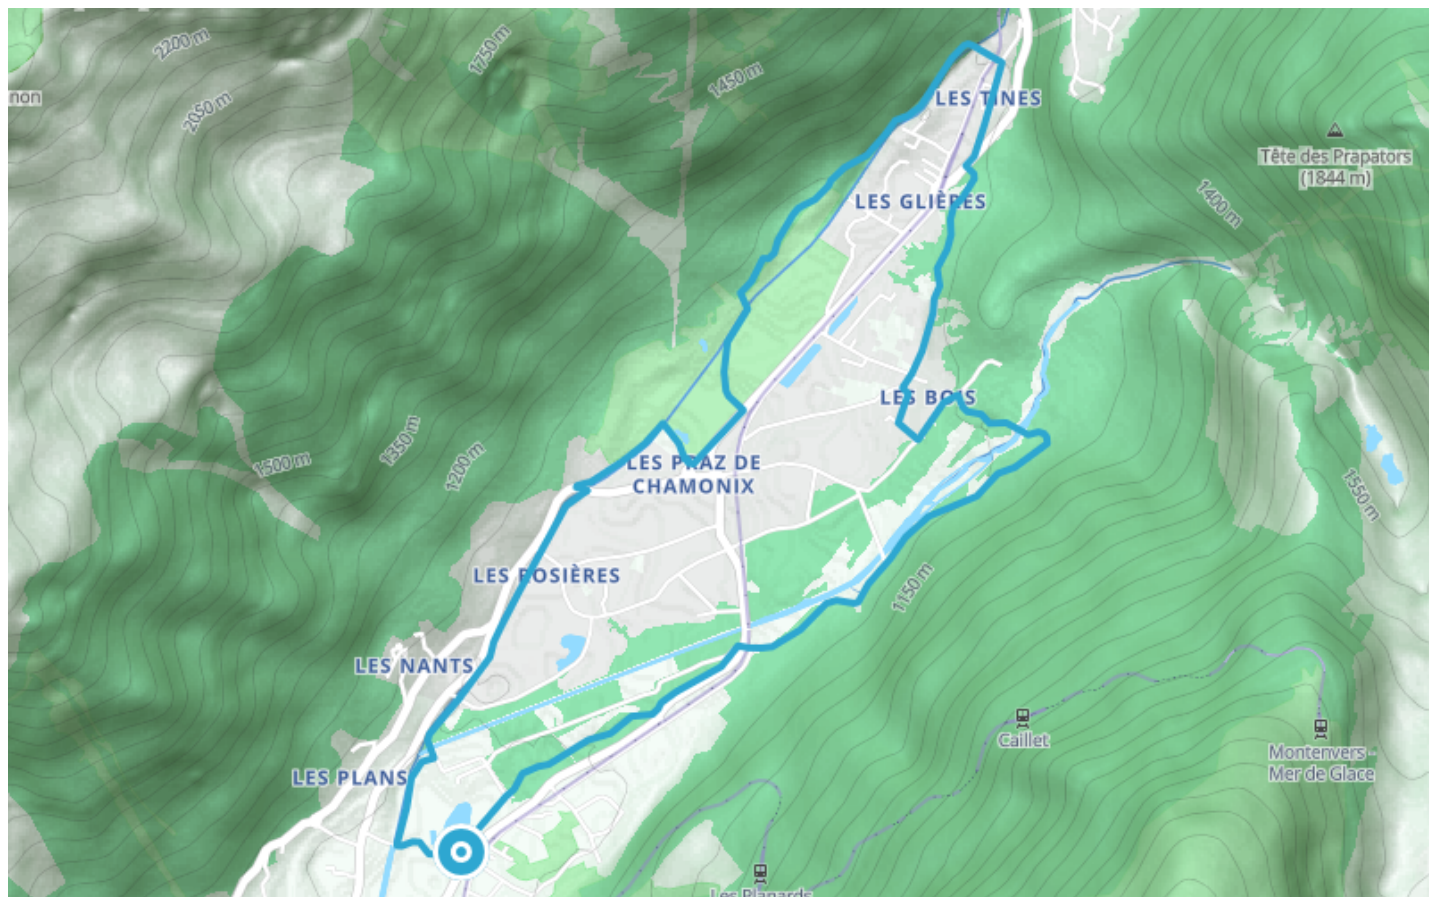 2200 m
1750 m
1450 m
2050 m
non
LES TINES
Tête des Prapators
(1844 m)
1400 m
LES GLIÈRES
LES BOIS
1350 m
1200 m
1500 m
LES PRAZ DE
CHAMONIX
1550 m
LES ROSIÈRES
1150 m
LES NANTS
Caillet
Montenvers -
Mer de Glace
LES PLANS
Les Planards